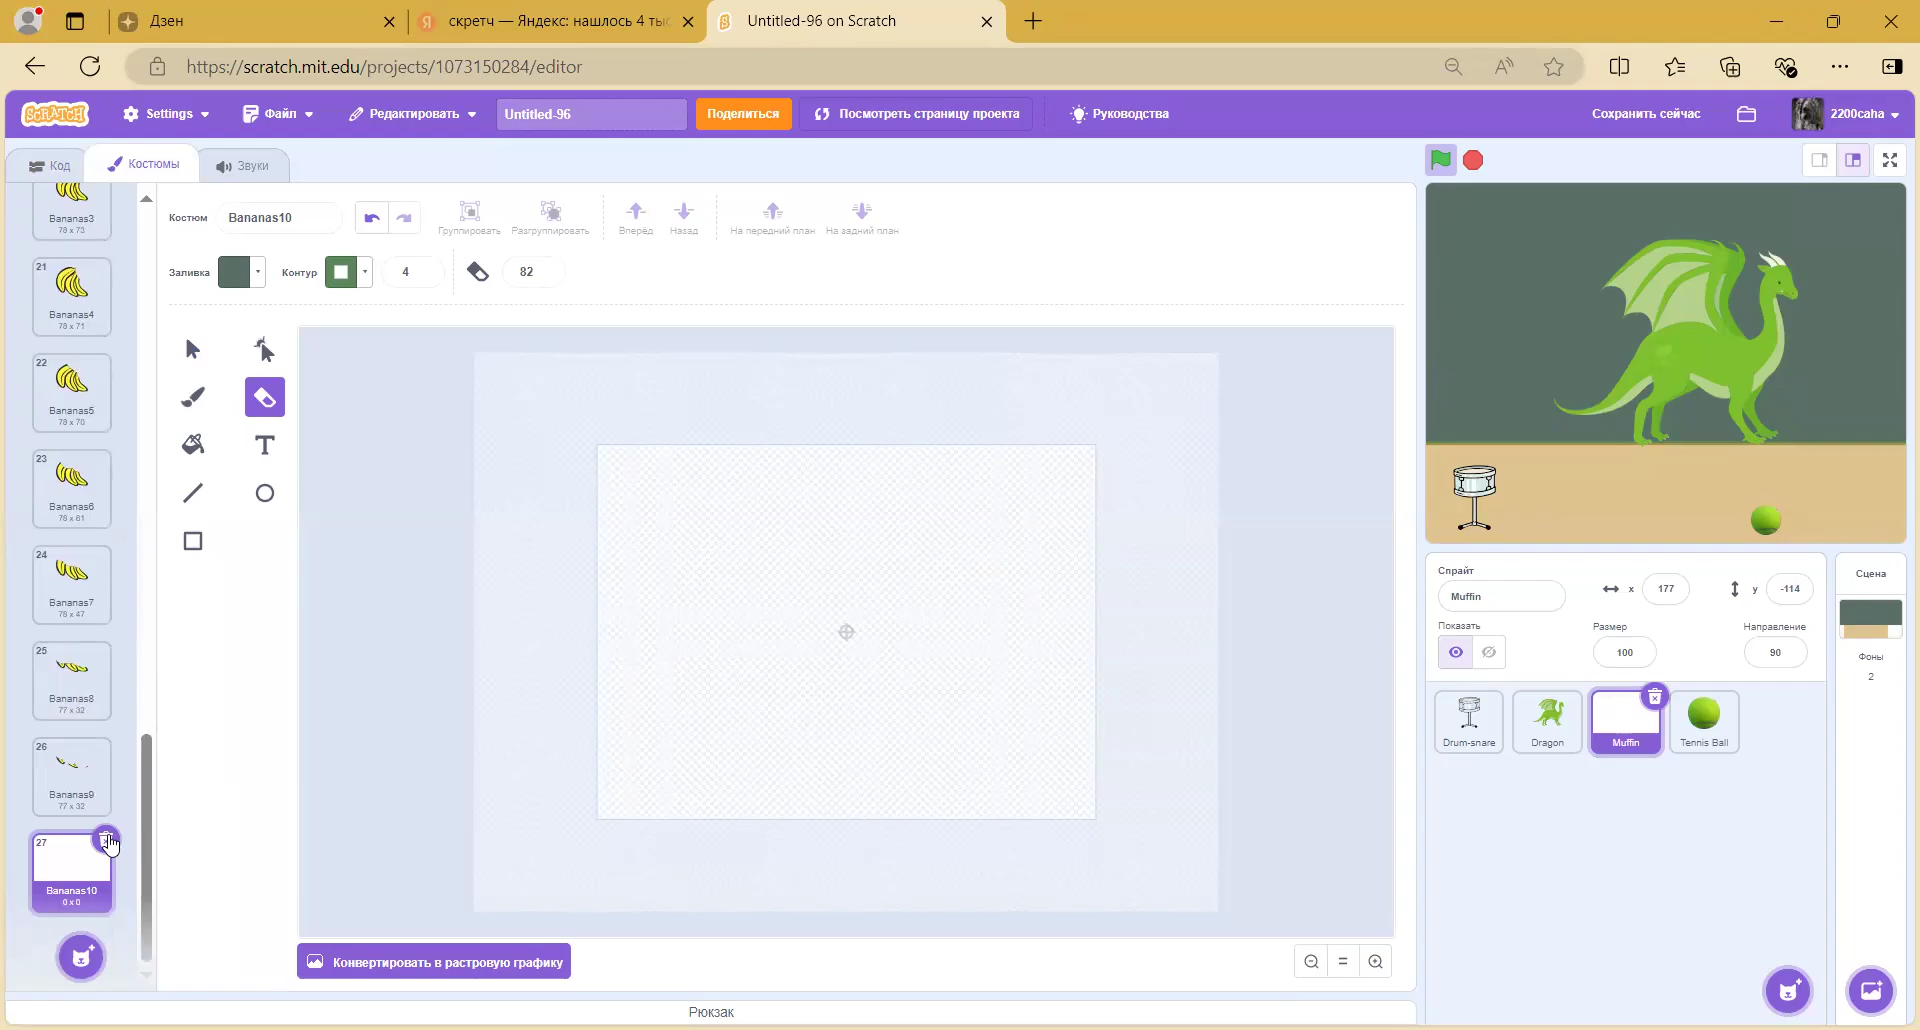 Дзен
скретч — Яндекс: нашлось 4 тыс
Untitled-96 on Scratch
https://scratch.mit.edu/projects/1073150284/editor
SCRATCH
Settings
Файл
Редактировать
Untitled-96
Поделиться
Посмотреть страницу проекта
Руководства
Сохранить сейчас
2200caha
Код
Костюмы
Звуки
Bananas3
78 x 73
21
Bananas4
78 x 71
22
Bananas5
78 x 70
23
Bananas6
78 x 61
24
Bananas7
78 x 47
25
Bananas8
77 x 32
26
Bananas9
77 x 32
27
Bananas10
0 x 0
Костюм
Bananas10
Группировать
Разгруппировать
Вперёд
Назад
На передний план
На задний план
Заливка
Контур
4
82
T
Конвертировать в растровую графику
Рюкзак
Спрайт
Muffin
x
177
y
-114
Показать
Размер
100
Направление
90
Drum-snare
Dragon
Muffin
Tennis Ball
Сцена
Фоны
2